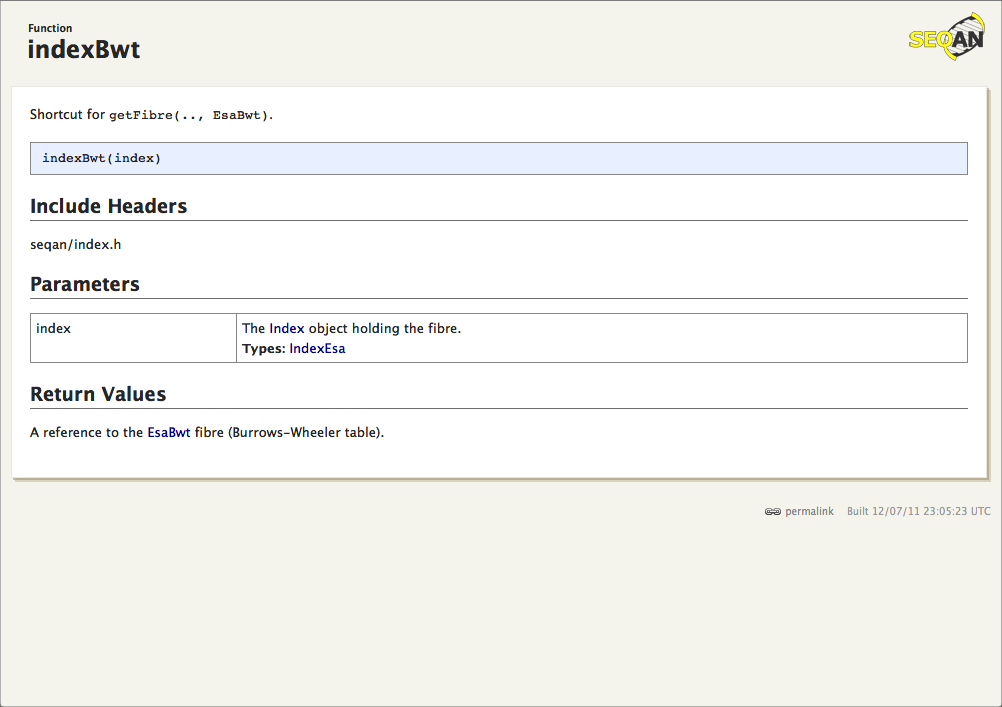 Function
indexBwt
SEQAN
Shortcut for getFibre(.., EsaBwt).
indexBwt(index)
Include Headers
seqan/index.h
Parameters
index
The Index object holding the fibre.
Types: IndexEsa
Return Values
A reference to the EsaBwt fibre (Burrows-Wheeler table).
permalink Built 12/07/11 23:05:23 UTC